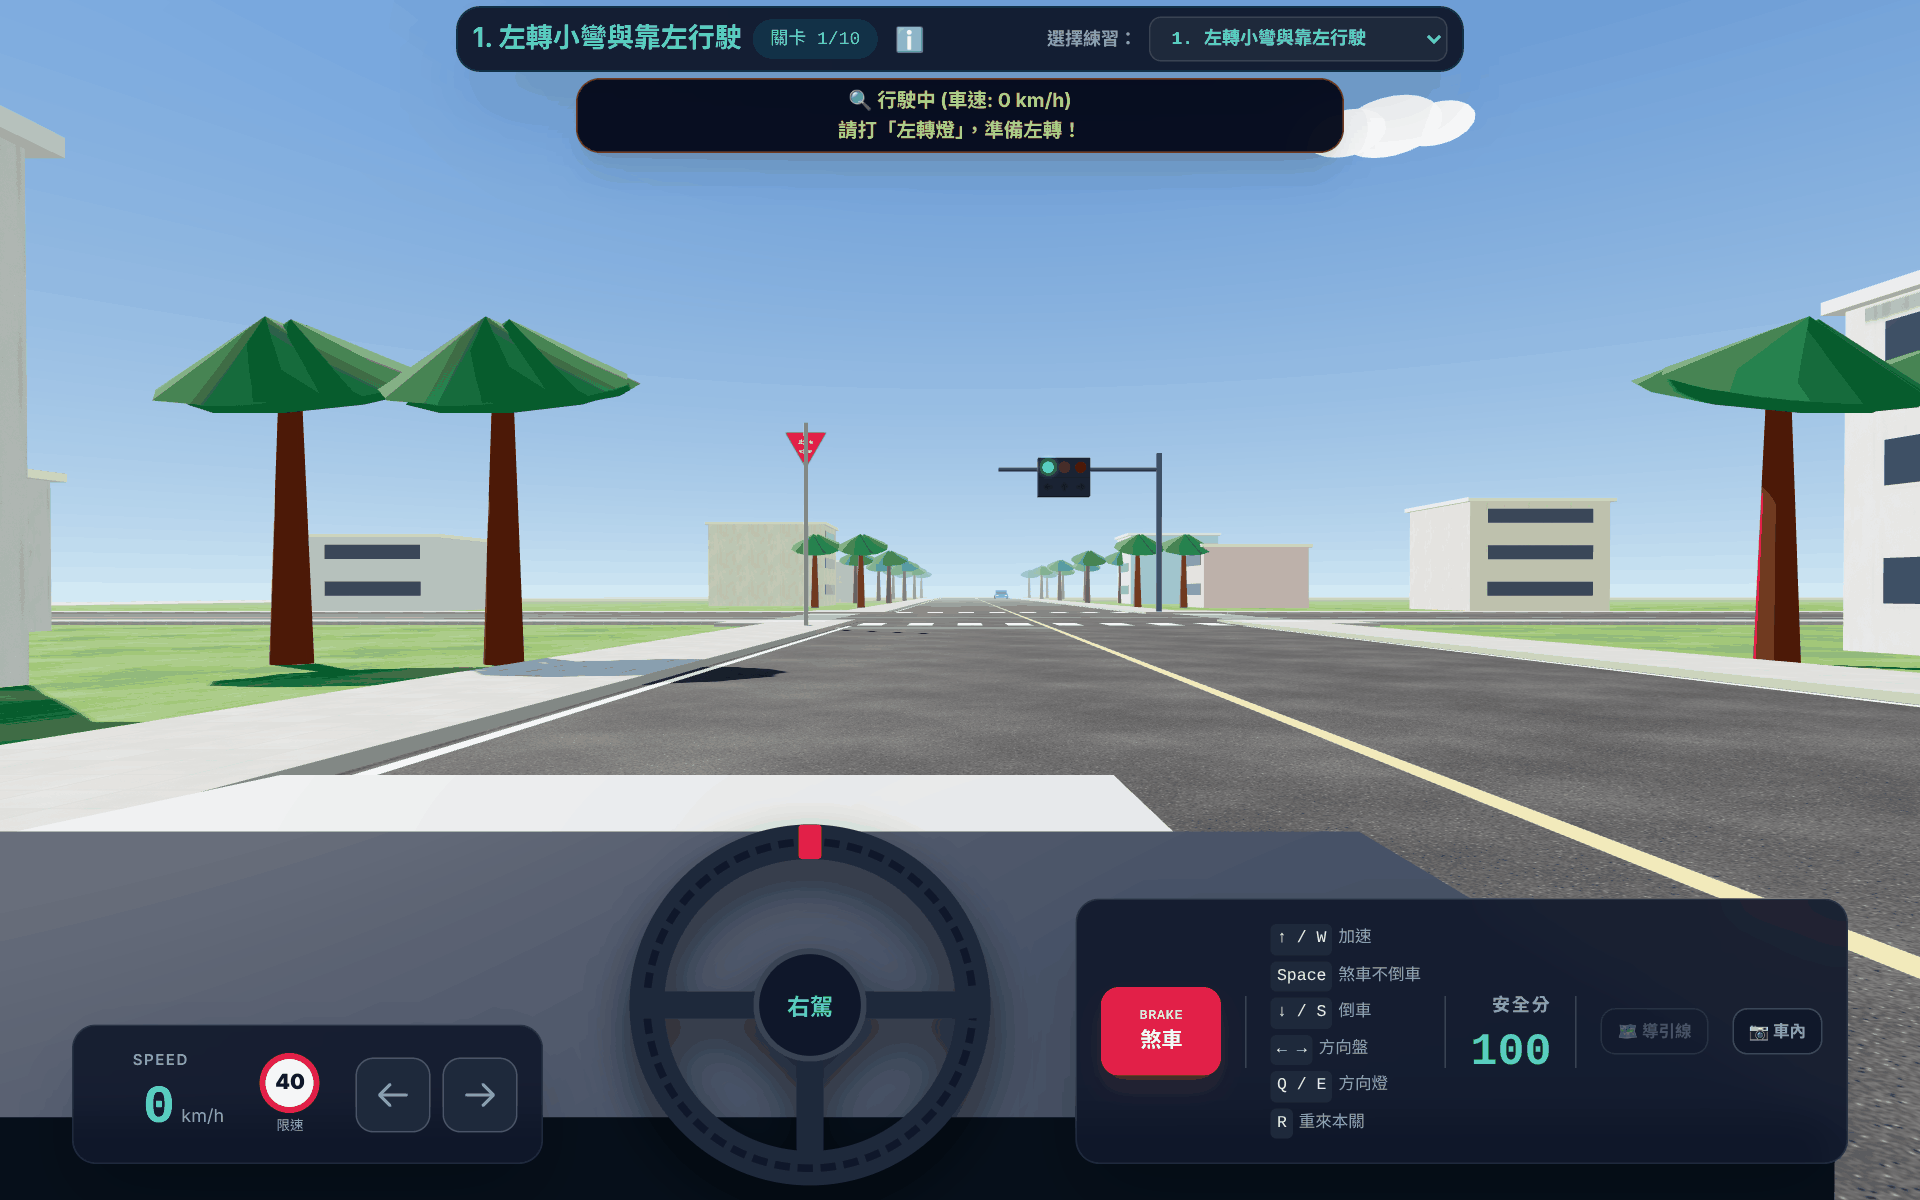 1. 左轉小彎與靠左行駛
關卡 1/10
選擇練習：
1. 左轉小彎與靠左行駛
行駛中 (車速: 0 km/h)
請打「左轉燈」，準備左轉！
SPEED
0 km/h
40
限速
← →
右駕
BRAKE
煞車
↑ / W 加速
Space 煞車不倒車
↓ / S 倒車
← → 方向盤
Q / E 方向燈
R 重來本關
安全分
100
導引線
車內